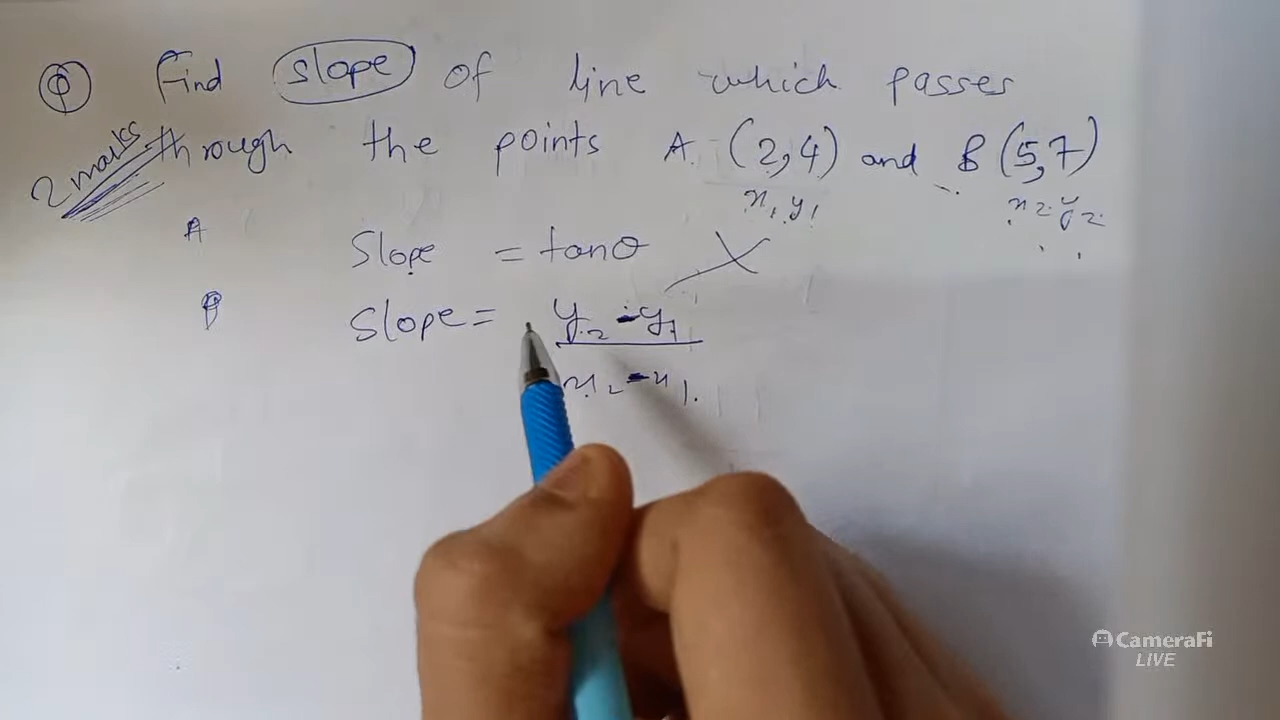 Q Find slope of line which passes
2 marks through the points A (2,4) and B (5,7)
x1 y1 x2 y2
A Slope = tanθ
B Slope = y2 - y1
x2 - x1
CameraFi
LIVE